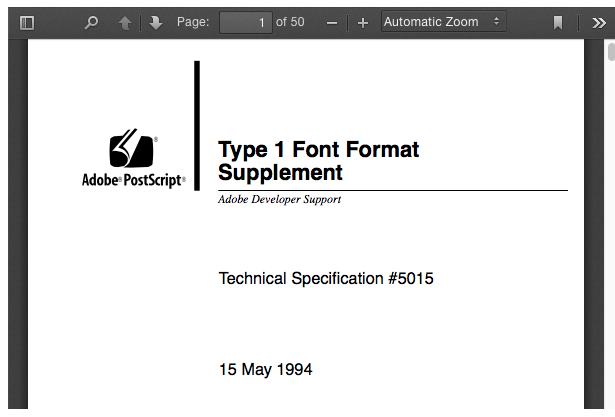 Page: 1 of 50 Automatic Zoom
Type 1 Font Format
Supplement
Adobe® PostScript®
Adobe Developer Support
Technical Specification #5015
15 May 1994